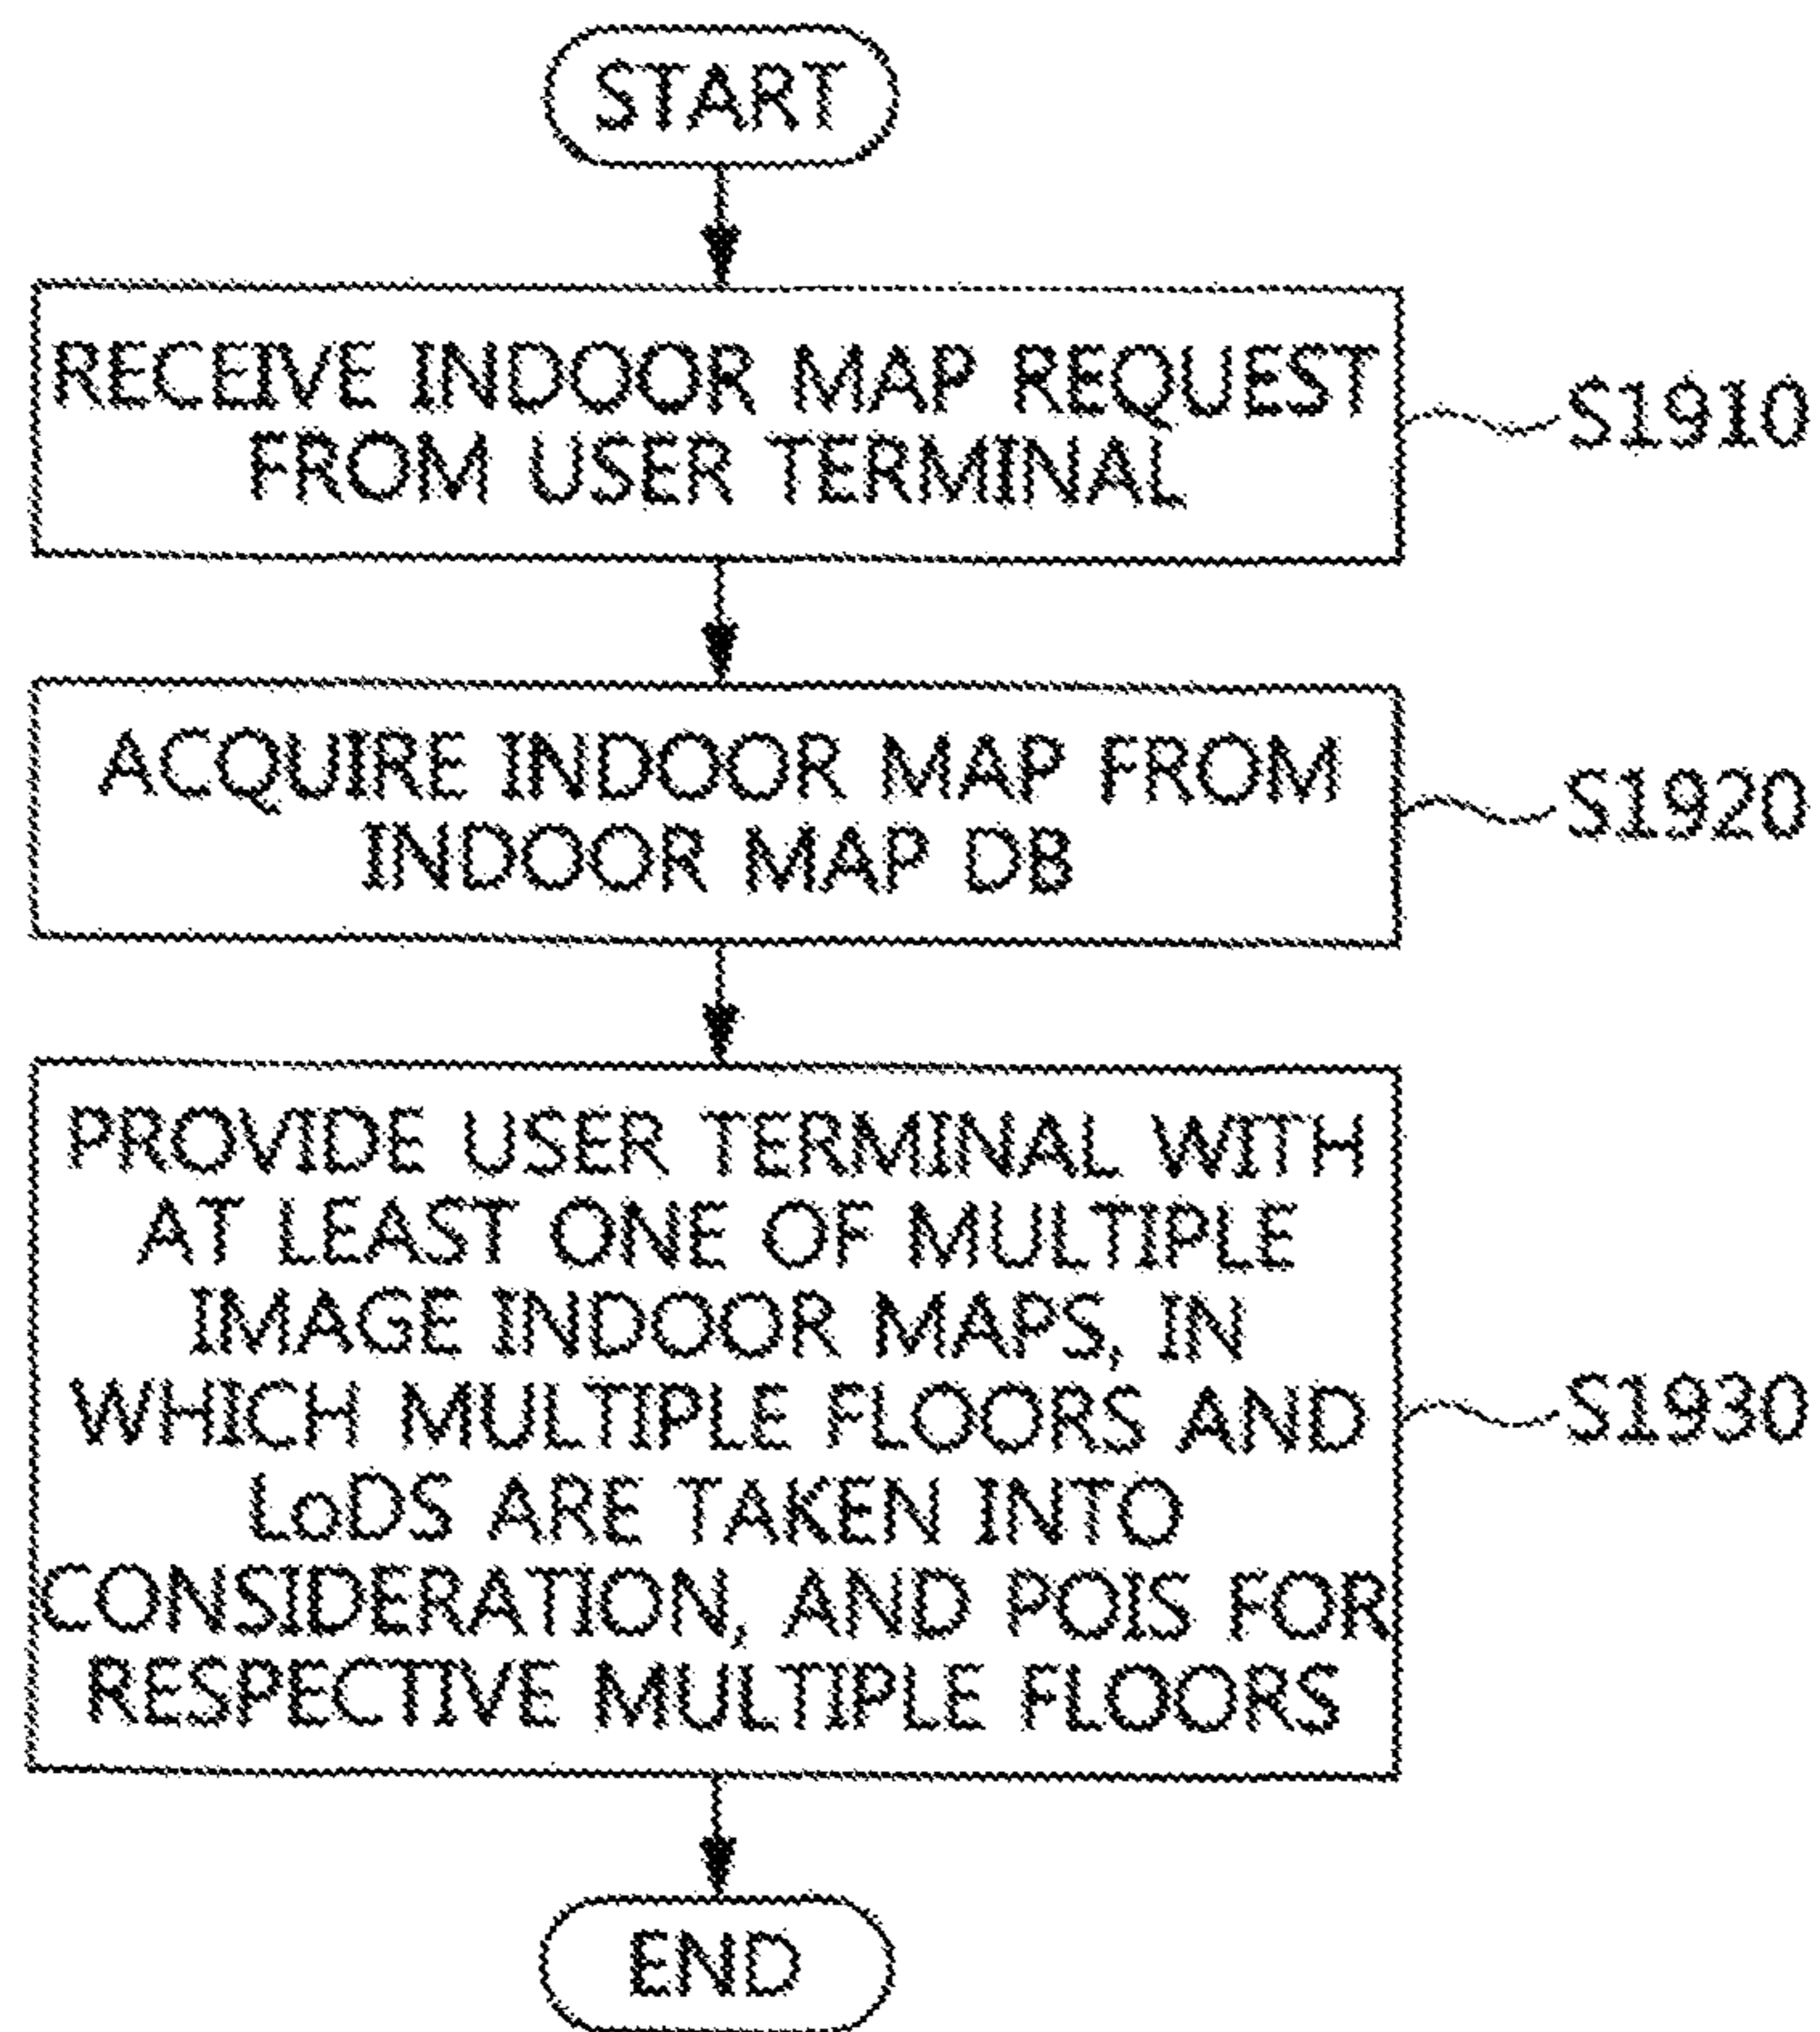 START
RECEIVE INDOOR MAP REQUEST
FROM USER TERMINAL
S1910
ACQUIRE INDOOR MAP FROM
INDOOR MAP DB
S1920
PROVIDE USER TERMINAL WITH
AT LEAST ONE OF MULTIPLE
IMAGE INDOOR MAPS, IN
WHICH MULTIPLE FLOORS AND
LoDS ARE TAKEN INTO
CONSIDERATION, AND POIS FOR
RESPECTIVE MULTIPLE FLOORS
S1930
END